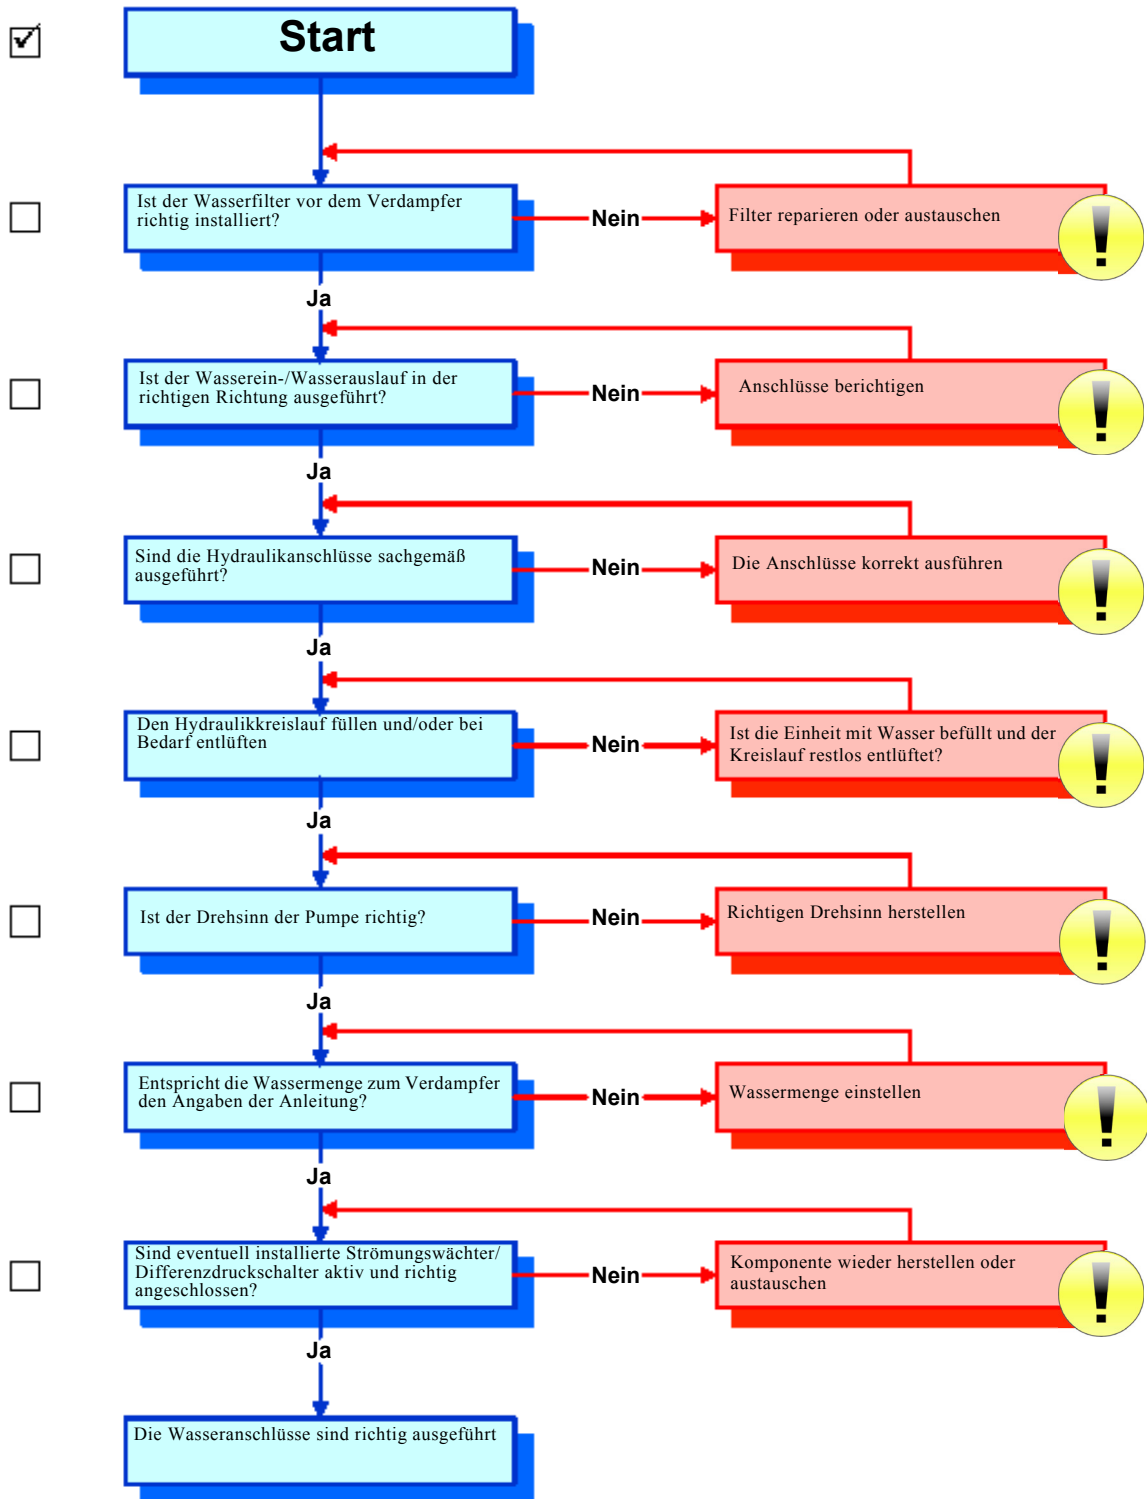 Start
Ist der Wasserfilter vor dem Verdampfer
richtig installiert?
Nein
Filter reparieren oder austauschen
Ja
Ist der Wasserein-/Wasserauslauf in der
richtigen Richtung ausgeführt?
Nein
Anschlüsse berichtigen
Ja
Sind die Hydraulikanschlüsse sachgemäß
ausgeführt?
Nein
Die Anschlüsse korrekt ausführen
Ja
Den Hydraulikkreislauf füllen und/oder bei
Bedarf entlüften
Nein
Ist die Einheit mit Wasser befüllt und der
Kreislauf restlos entlüftet?
Ja
Ist der Drehsinn der Pumpe richtig?
Nein
Richtigen Drehsinn herstellen
Ja
Entspricht die Wassermenge zum Verdampfer
den Angaben der Anleitung?
Nein
Wassermenge einstellen
Ja
Sind eventuell installierte Strömungswächter/
Differenzdruckschalter aktiv und richtig
angeschlossen?
Nein
Komponente wieder herstellen oder
austauschen
Ja
Die Wasseranschlüsse sind richtig ausgeführt